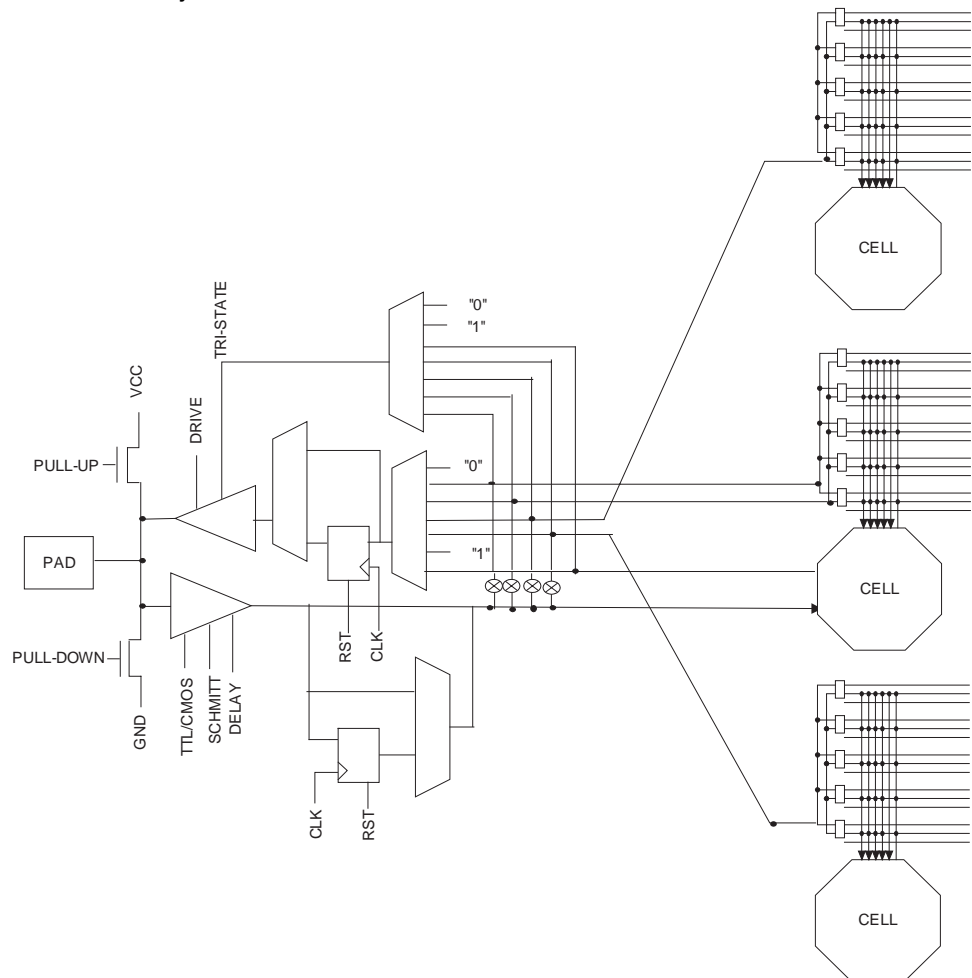 CELL
TRI-STATE
"0"
"1"
VCC
DRIVE
PULL-UP
"0"
PAD
"1"
CELL
RST
CLK
PULL-DOWN
GND
TTL/CMOS
SCHMITT
DELAY
CLK
RST
CELL